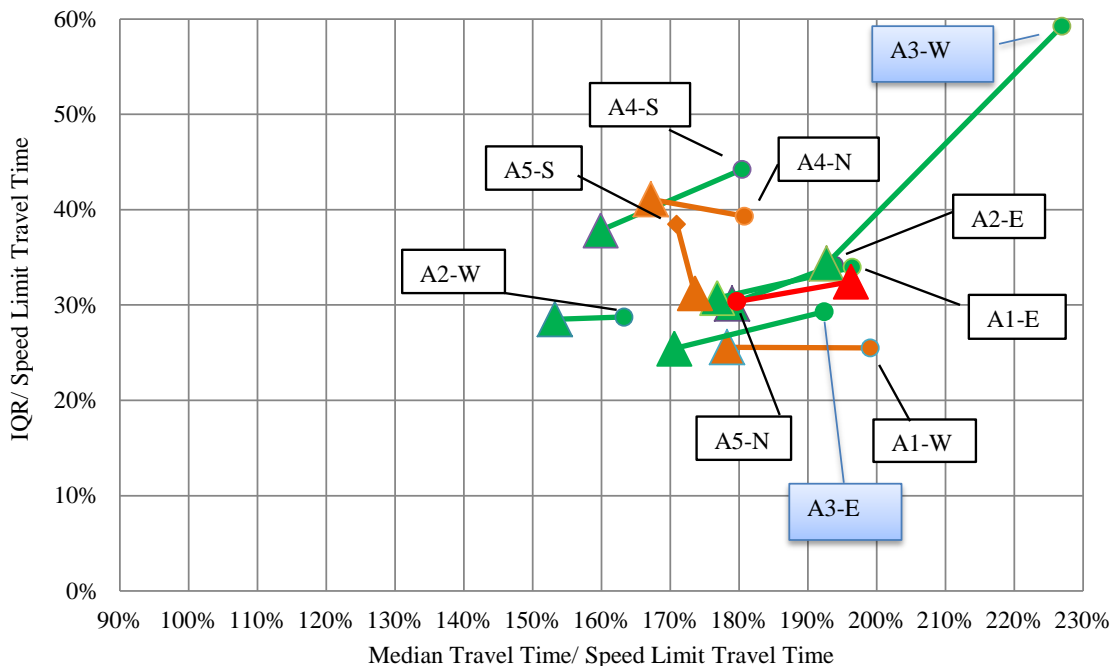 60%
A3-W
A4-S
50%
A4-N
A5-S
40%
A2-E
A2-W
30%
A1-E
20%
A5-N
A1-W
A3-E
10%
0%
90% 100% 110% 120% 130% 140% 150% 160% 170% 180% 190% 200% 210% 220% 230%
Median Travel Time/ Speed Limit Travel Time
IQR/ Speed Limit Travel Time